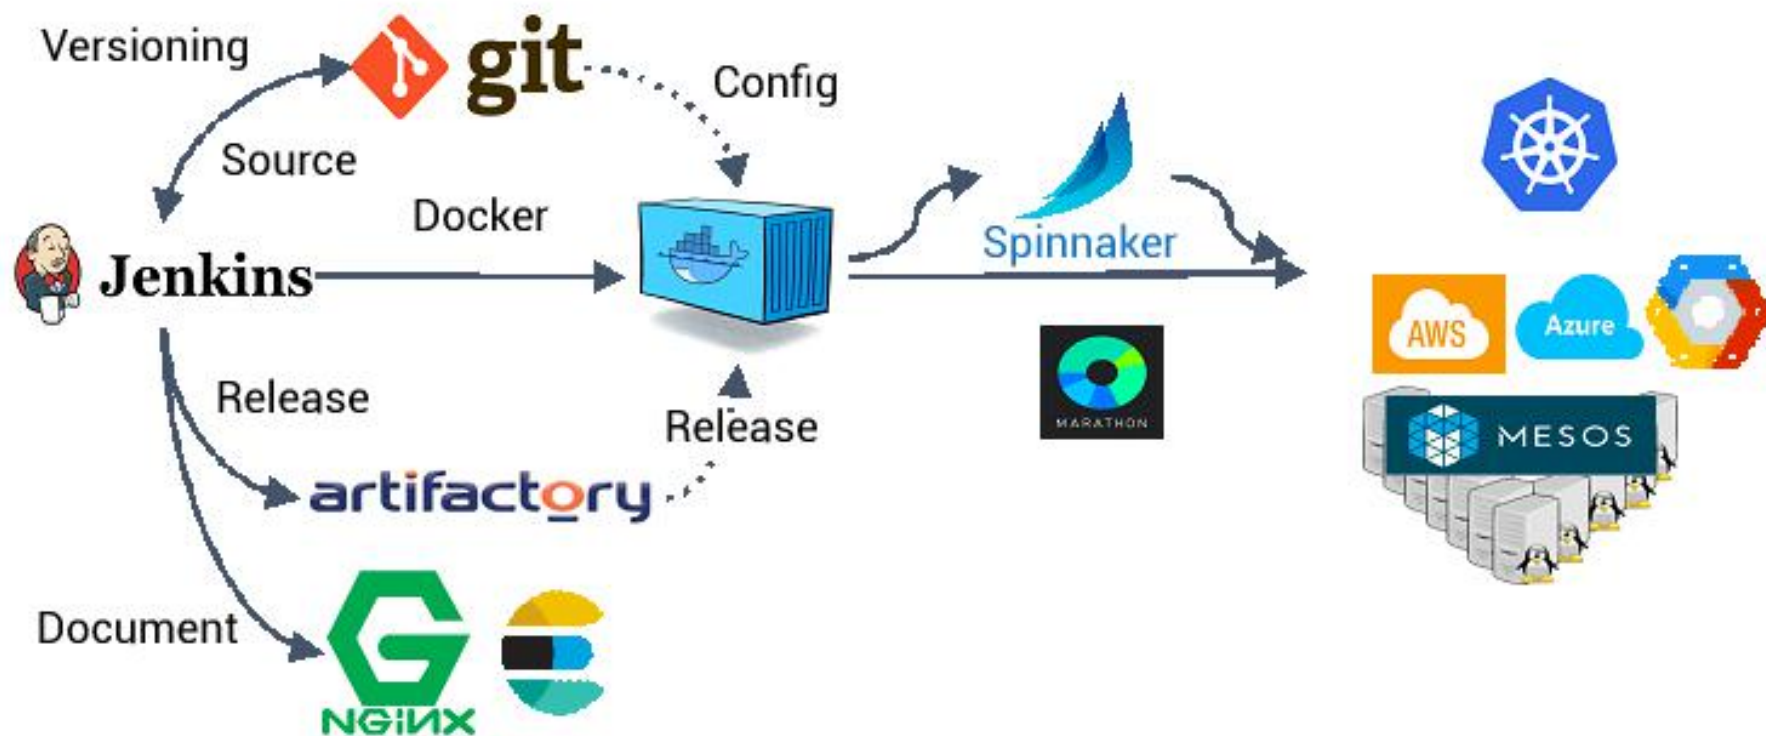 Versioning
git
Config
Source
Docker
Spinnaker
Jenkins
AWS
Azure
Release
Release
MARATHON
MESOS
artifactory
Document
NGiNX